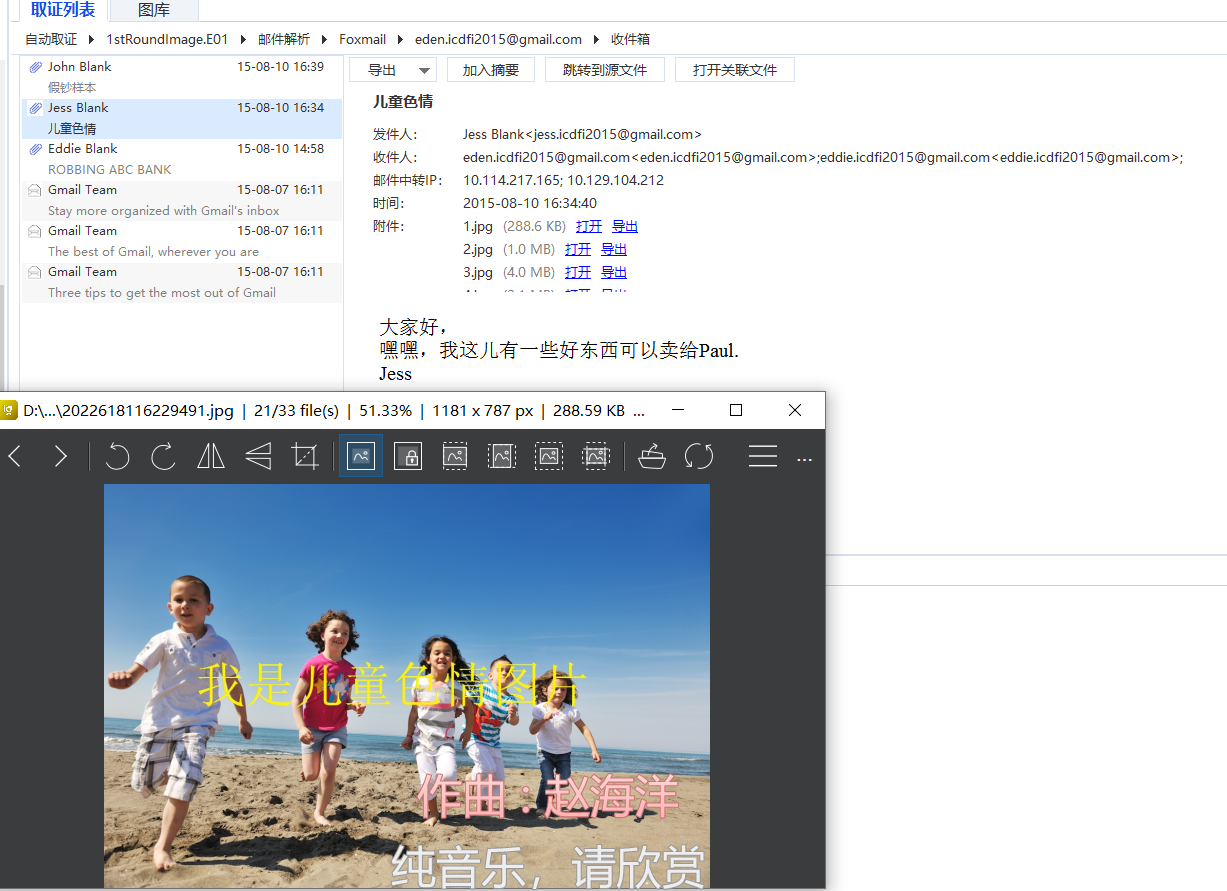 取证列表 图库
自动取证 1stRoundImage.E01 邮件解析 Foxmail eden.icdfi2015@gmail.com 收件箱
John Blank 15-08-10 16:39
假钞样本
Jess Blank 15-08-10 16:34
儿童色情
Eddie Blank 15-08-10 14:58
ROBBING ABC BANK
Gmail Team 15-08-07 16:11
Stay more organized with Gmail's inbox
Gmail Team 15-08-07 16:11
The best of Gmail, wherever you are
Gmail Team 15-08-07 16:11
Three tips to get the most out of Gmail
导出 加入摘要 跳转到源文件 打开关联文件
儿童色情
发件人: Jess Blank<jess.icdfi2015@gmail.com>
收件人: eden.icdfi2015@gmail.com<eden.icdfi2015@gmail.com>;eddie.icdfi2015@gmail.com<eddie.icdfi2015@gmail.com>;
邮件中转IP: 10.114.217.165; 10.129.104.212
时间: 2015-08-10 16:34:40
附件: 1.jpg (288.6 KB) 打开 导出
2.jpg (1.0 MB) 打开 导出
3.jpg (4.0 MB) 打开 导出
大家好，
嘿嘿，我这儿有一些好东西可以卖给Paul.
Jess
D:\...\2022618116229491.jpg | 21/33 file(s) | 51.33% | 1181 x 787 px | 288.59 KB ...
我是儿童色情图片
作曲：赵海洋
纯音乐，请欣赏